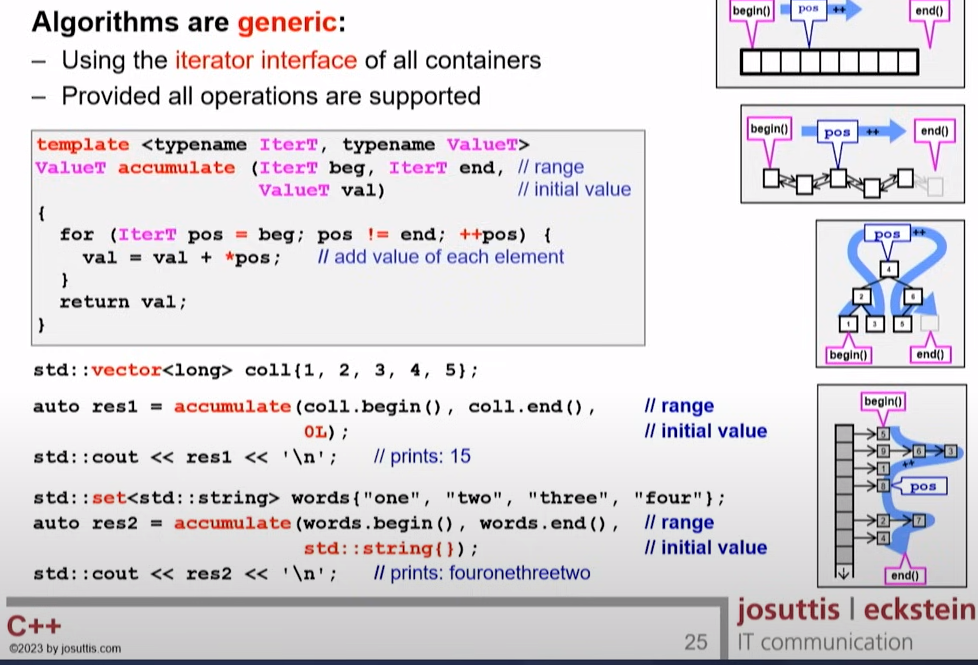 Algorithms are generic:
– Using the iterator interface of all containers
– Provided all operations are supported
template <typename IterT, typename ValueT>
ValueT accumulate (IterT beg, IterT end, // range
ValueT val) // initial value
{
for (IterT pos = beg; pos != end; ++pos) {
val = val + *pos; // add value of each element
}
return val;
}
std::vector<long> coll{1, 2, 3, 4, 5};
auto res1 = accumulate(coll.begin(), coll.end(), // range
0L); // initial value
std::cout << res1 << '\n'; // prints: 15
std::set<std::string> words{"one", "two", "three", "four"};
auto res2 = accumulate(words.begin(), words.end(), // range
std::string{}); // initial value
std::cout << res2 << '\n'; // prints: fouronethreetwo
begin() pos ++ end()
begin() pos ++ end()
pos ++
4
2 6
1 3 5
begin() end()
begin()
5
9 6 3
1 ++
8 pos
2 7
4
end()
C++
©2023 by josuttis.com
25
josuttis | eckstein
IT communication